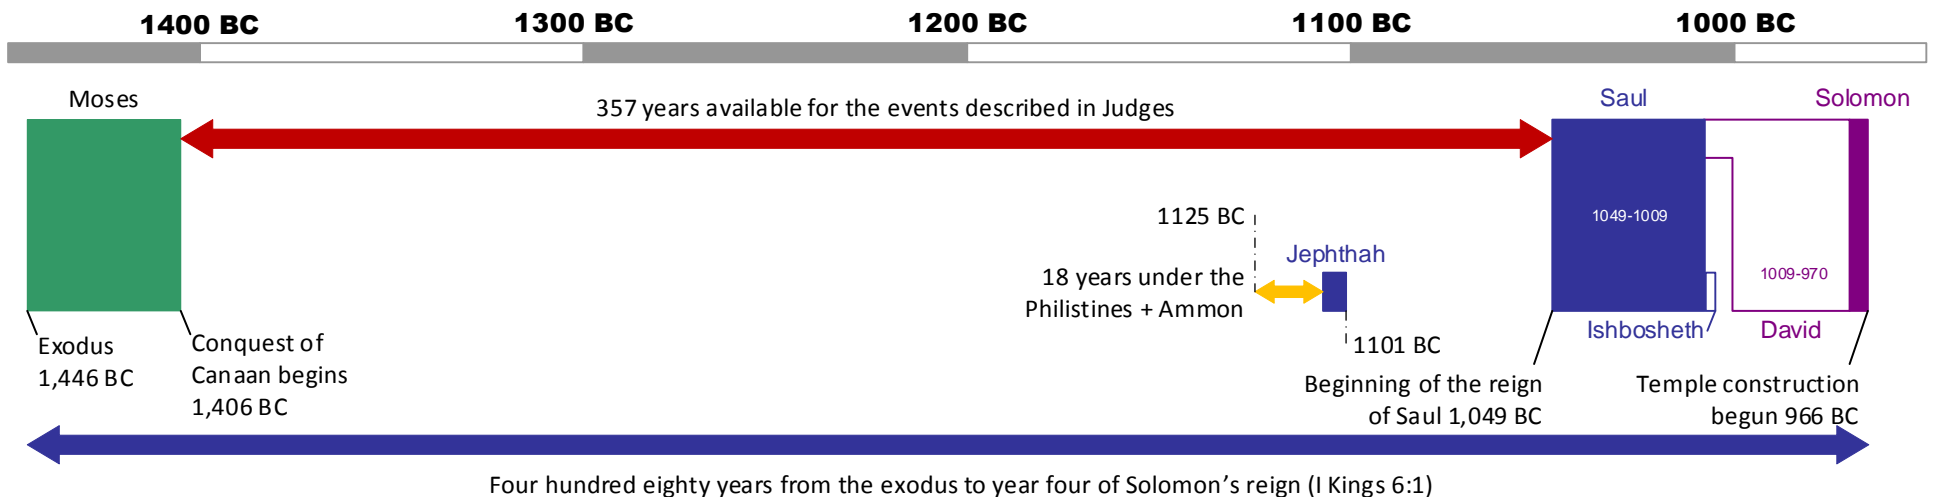 1400 BC 1300 BC 1200 BC 1100 BC 1000 BC
Moses
357 years available for the events described in Judges
Saul
Solomon
1049-1009
1125 BC
Jephthah
18 years under the
Philistines + Ammon
1009-970
Ishbosheth
David
Exodus
1,446 BC
Conquest of
Canaan begins
1,406 BC
1101 BC
Beginning of the reign
of Saul 1,049 BC
Temple construction
begun 966 BC
Four hundred eighty years from the exodus to year four of Solomon’s reign (I Kings 6:1)